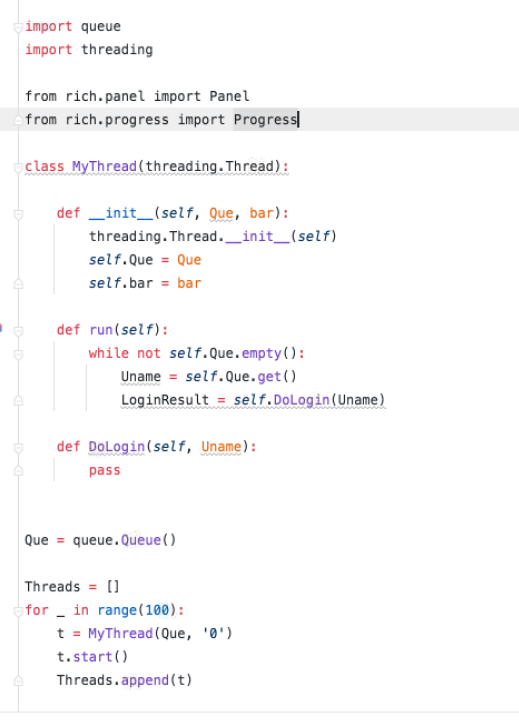 import queue
import threading
from rich.panel import Panel
from rich.progress import Progress
class MyThread(threading.Thread):
def __init__(self, Que, bar):
threading.Thread.__init__(self)
self.Que = Que
self.bar = bar
def run(self):
while not self.Que.empty():
Uname = self.Que.get()
LoginResult = self.DoLogin(Uname)
def DoLogin(self, Uname):
pass
Que = queue.Queue()
Threads = []
for _ in range(100):
t = MyThread(Que, '0')
t.start()
Threads.append(t)